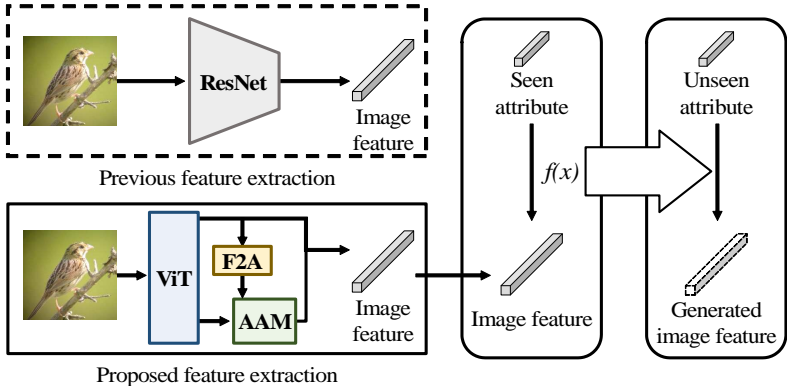 ResNet
Image
feature
Previous feature extraction
ViT
F2A
AAM
Image
feature
Proposed feature extraction
Seen
attribute
f(x)
Image feature
Unseen
attribute
Generated
image feature